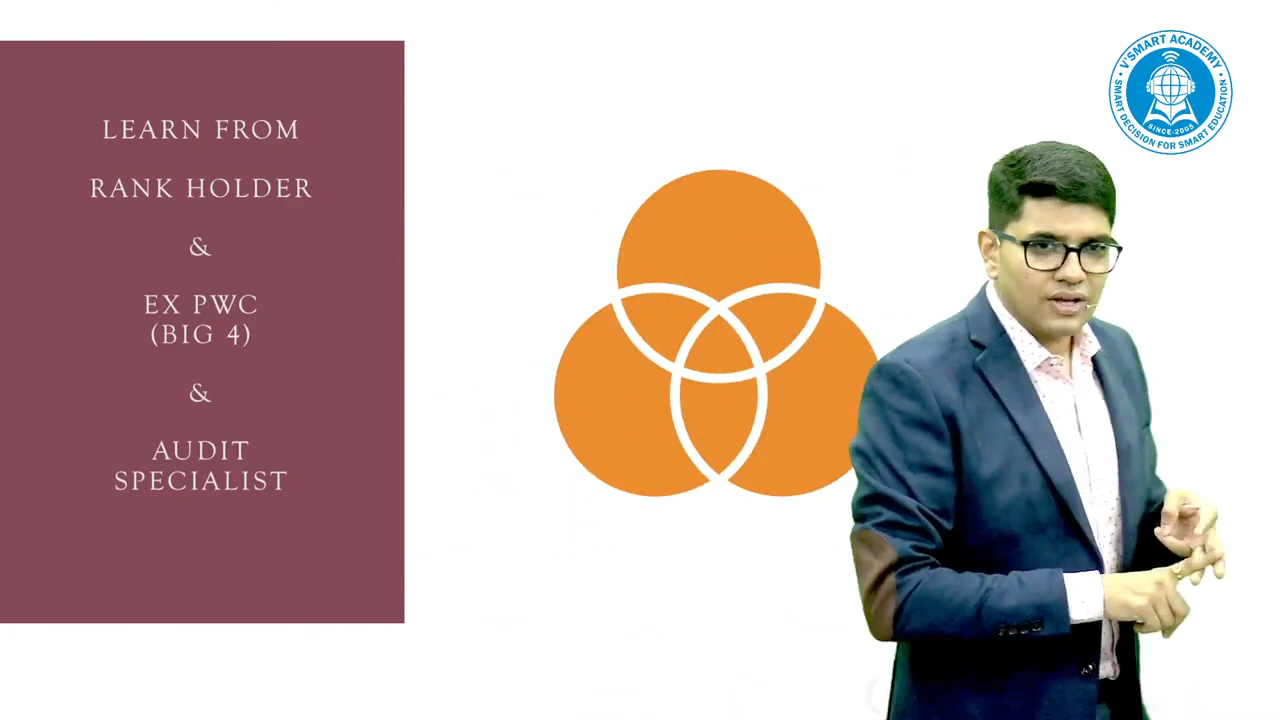 LEARN FROM
RANK HOLDER
&
EX PWC
(BIG 4)
&
AUDIT
SPECIALIST
V'SMART ACADEMY
SMART DECISION FOR SMART EDUCATION
SINCE-2005